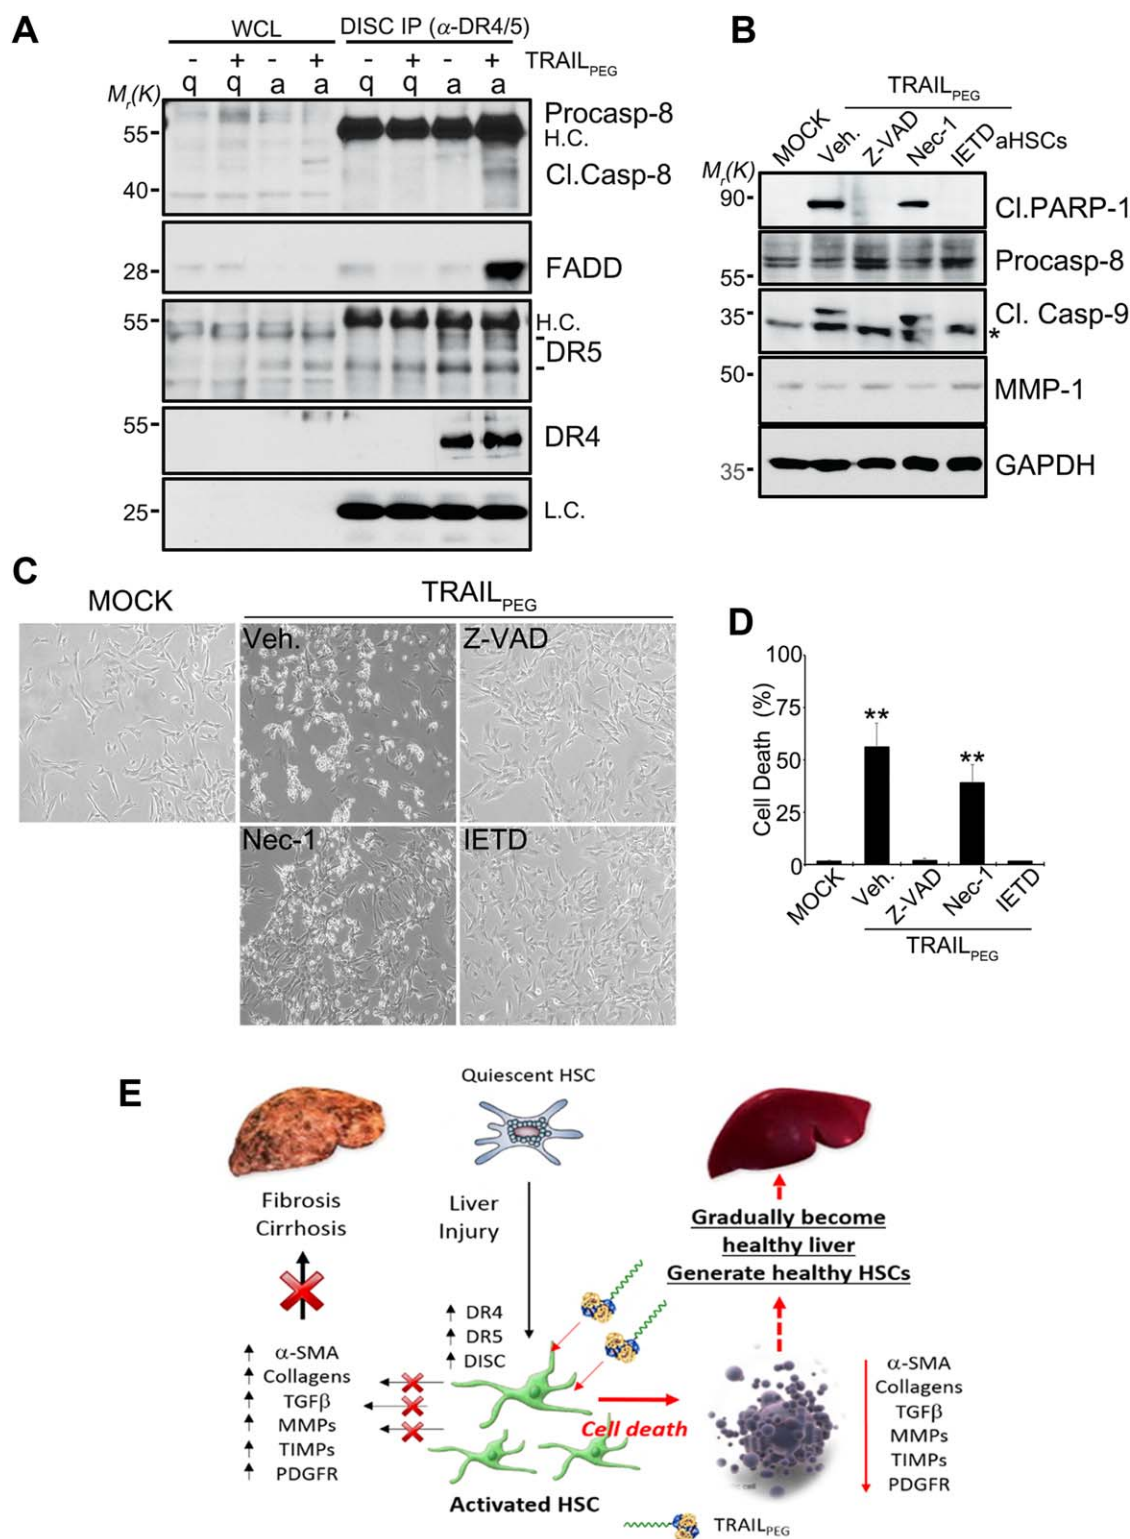 A
WCL
DISC IP (α-DR4/5)
- + - + - + - + TRAILPEG
q q a a q q a a
Mr(K)
55
40
Procasp-8
H.C.
Cl.Casp-8
28
FADD
55
H.C.
DR5
55
DR4
25
L.C.
B
TRAILPEG
MOCK Veh. Z-VAD Nec-1 IETD aHSCs
Mr(K)
90
Cl.PARP-1
55
Procasp-8
35
Cl. Casp-9
*
50
MMP-1
35
GAPDH
C
MOCK
TRAILPEG
Veh.
Z-VAD
Nec-1
IETD
D
Cell Death (%)
100
75
50
25
0
**
**
MOCK Veh. Z-VAD Nec-1 IETD
TRAILPEG
E
Quiescent HSC
Fibrosis
Cirrhosis
Liver
Injury
Gradually become
healthy liver
Generate healthy HSCs
DR4
DR5
DISC
α-SMA
Collagens
TGFβ
MMPs
TIMPs
PDGFR
Cell death
Activated HSC
α-SMA
Collagens
TGFβ
MMPs
TIMPs
PDGFR
cell
TRAILPEG